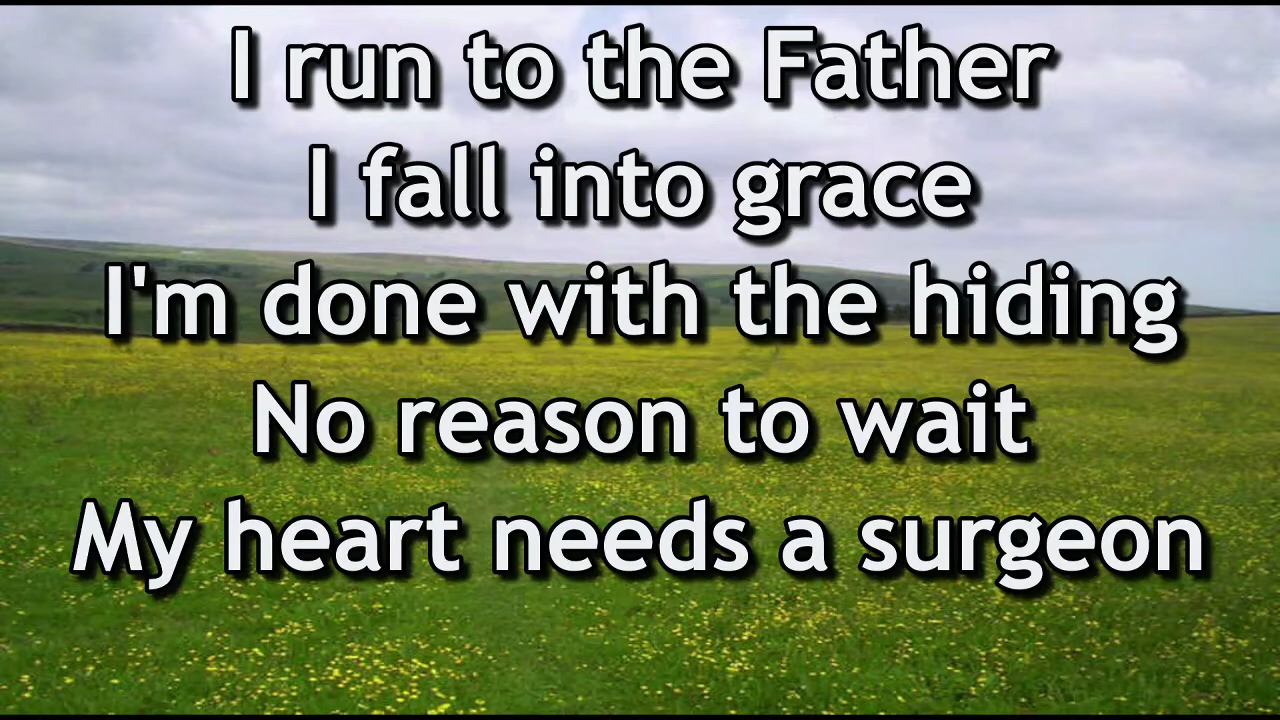 I run to the Father
I fall into grace
I'm done with the hiding
No reason to wait
My heart needs a surgeon